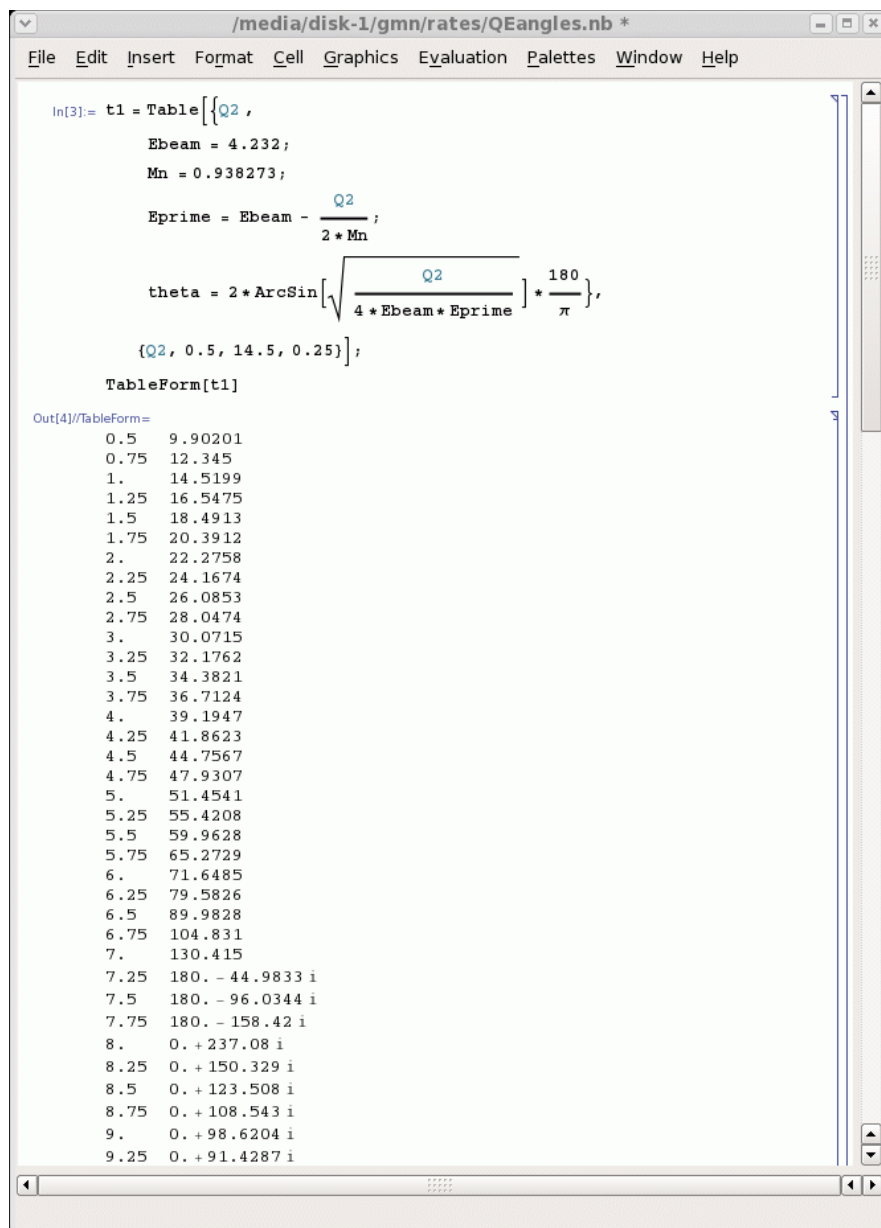 /media/disk-1/gmn/rates/QEangles.nb *
File Edit Insert Format Cell Graphics Evaluation Palettes Window Help
In[3]:= t1 = Table[{Q2 ,
Ebeam = 4.232;
Mn = 0.938273;
Eprime = Ebeam - Q2 / 2 * Mn ;
theta = 2 * ArcSin[√ Q2 / 4 * Ebeam * Eprime ] * 180 / π },
{Q2, 0.5, 14.5, 0.25}];
TableForm[t1]
Out[4]//TableForm=
0.5 9.90201
0.75 12.345
1. 14.5199
1.25 16.5475
1.5 18.4913
1.75 20.3912
2. 22.2758
2.25 24.1674
2.5 26.0853
2.75 28.0474
3. 30.0715
3.25 32.1762
3.5 34.3821
3.75 36.7124
4. 39.1947
4.25 41.8623
4.5 44.7567
4.75 47.9307
5. 51.4541
5.25 55.4208
5.5 59.9628
5.75 65.2729
6. 71.6485
6.25 79.5826
6.5 89.9828
6.75 104.831
7. 130.415
7.25 180. - 44.9833 i
7.5 180. - 96.0344 i
7.75 180. - 158.42 i
8. 0. + 237.08 i
8.25 0. + 150.329 i
8.5 0. + 123.508 i
8.75 0. + 108.543 i
9. 0. + 98.6204 i
9.25 0. + 91.4287 i